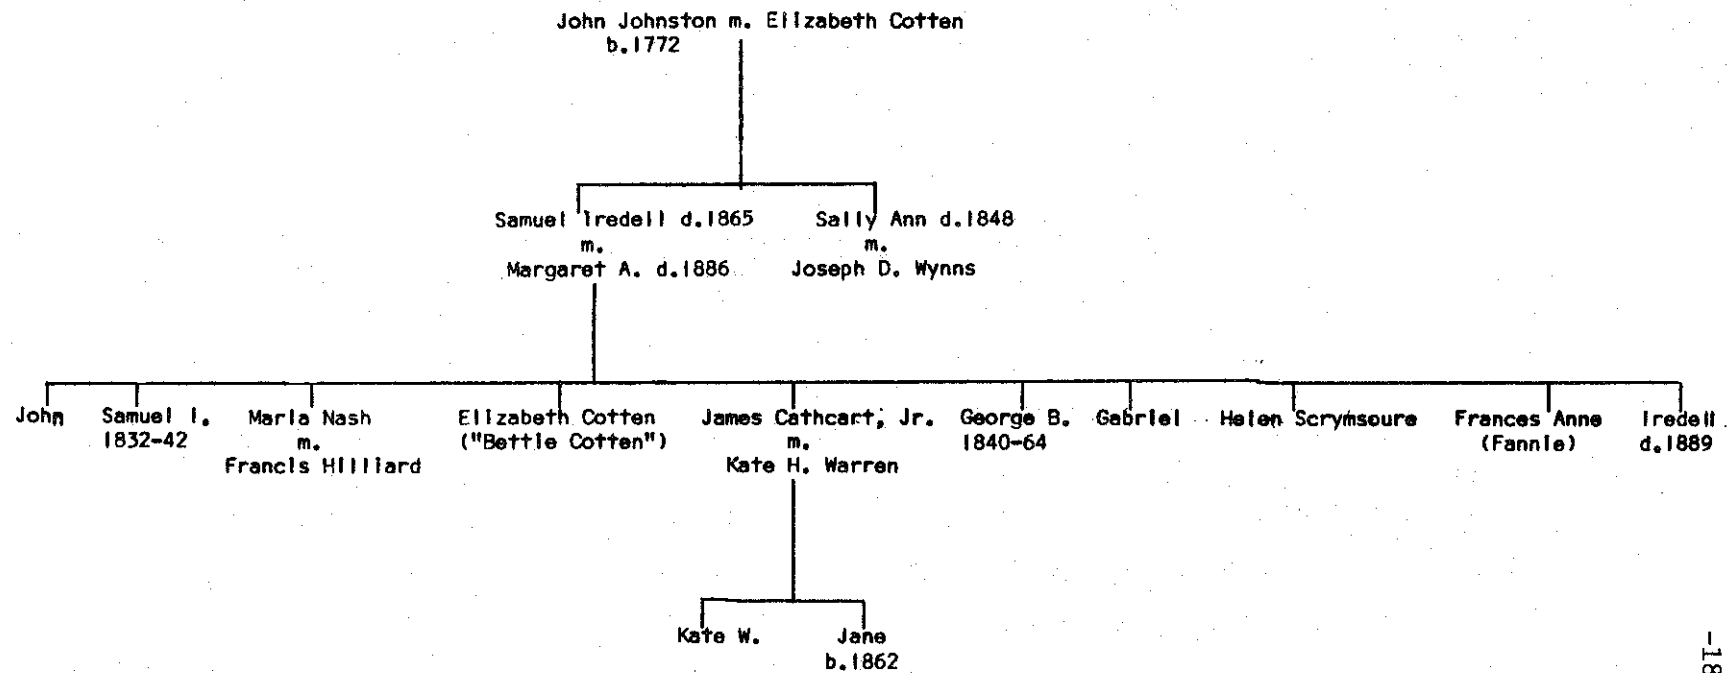 John Johnston m. Elizabeth Cotten
b.1772
Samuel Iredell d.1865
m.
Margaret A. d.1886
Sally Ann d.1848
m.
Joseph D. Wynns
John
Samuel I.
1832-42
Maria Nash
m.
Francis Hilliard
Elizabeth Cotten
("Bettie Cotten")
James Cathcart, Jr.
m.
Kate H. Warren
George B.
1840-64
Gabriel
Helen Scrymsoure
Frances Anne
(Fannie)
Iredell
d.1889
Kate W.
Jane
b.1862
-18